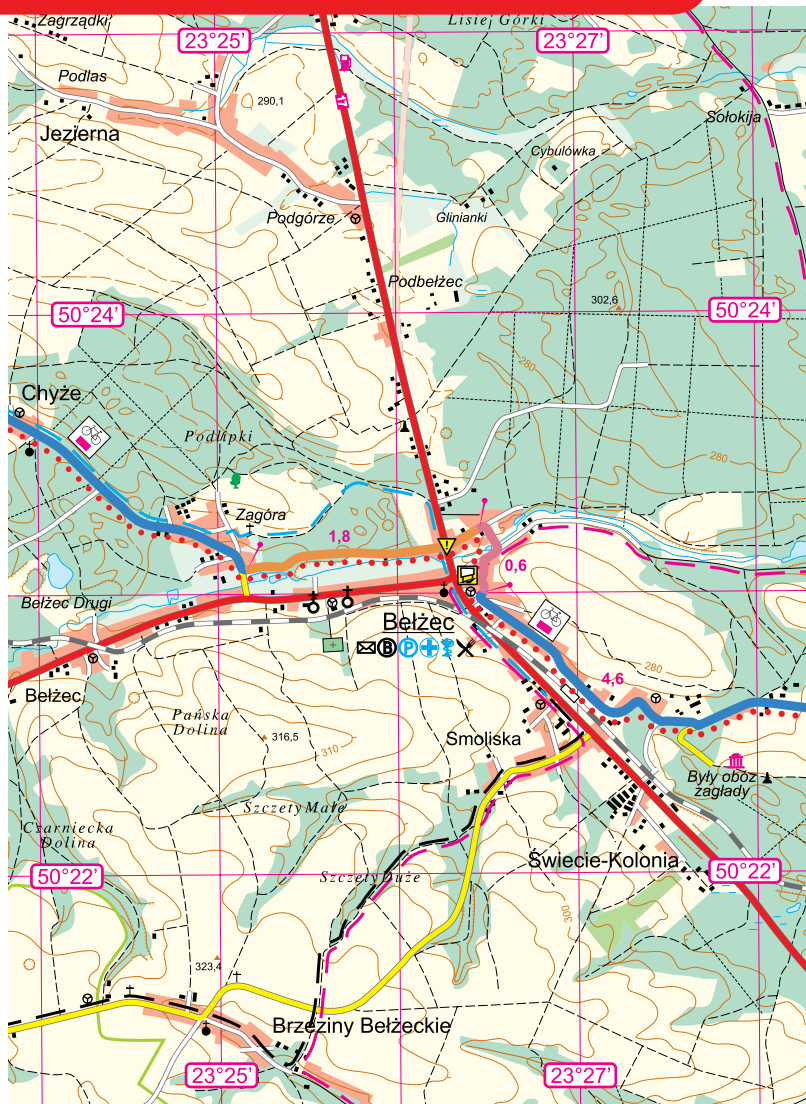 Zagrządki
Lisiej Górki
23°25'
23°27'
Podlas
17
290,1
Jezierna
Sołokija
Cybulówka
Podgórze
Glinianki
Podbełżec
302,6
50°24'
50°24'
280
Chyże
Podlipki
280
Zagóra
1,8
0,6
Bełżec Drugi
Bełżec
B P
280
4,6
Bełżec
Pańska
Dolina
316,5
310
Smoliska
Były obóz
zagłady
Szczety Małe
Czarniecka
Dolina
Świecie-Kolonia
50°22'
Szczety Duże
50°22'
300
323,4
Brzeziny Bełżeckie
23°25'
23°27'